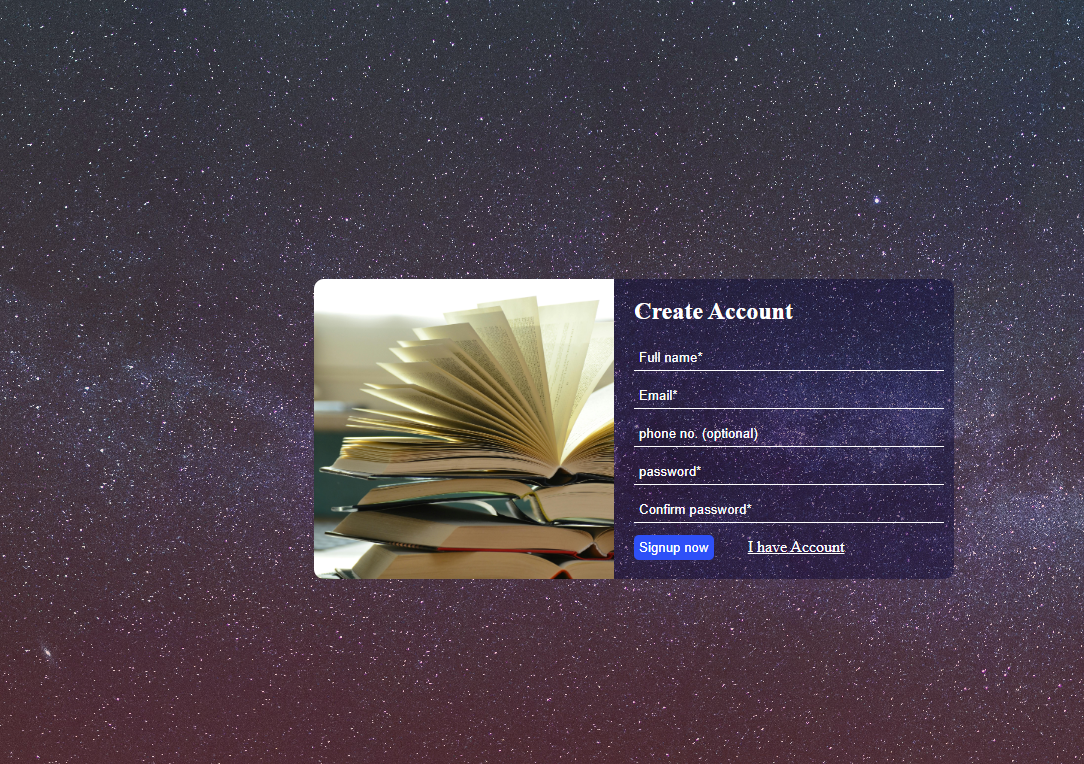 Create Account
Full name*
Email*
phone no. (optional)
password*
Confirm password*
Signup now I have Account